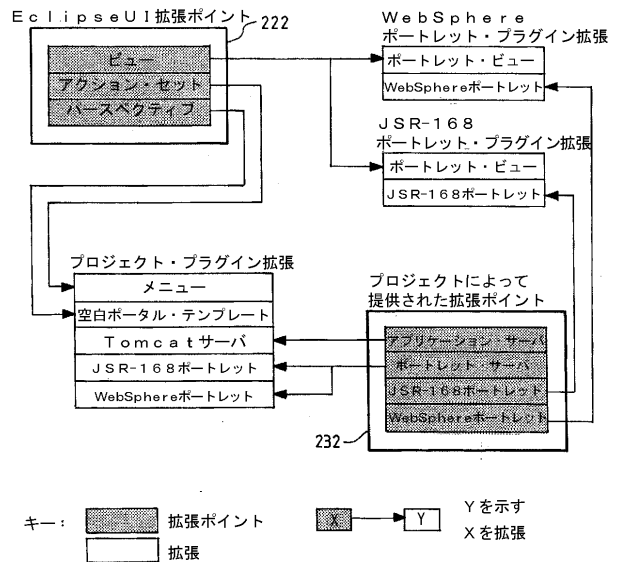 EclipseUI拡張ポイント
222
ビュー
アクション・セット
パースペクティブ
WebSphere
ポートレット・プラグイン拡張
ポートレット・ビュー
WebSphereポートレット
JSR-168
ポートレット・プラグイン拡張
ポートレット・ビュー
JSR-168ポートレット
プロジェクト・プラグイン拡張
メニュー
空白ポータル・テンプレート
Tomcatサーバ
JSR-168ポートレット
WebSphereポートレット
プロジェクトによって
提供された拡張ポイント
アプリケーション・サーバ
ポートレット・サーバ
JSR-168ポートレット
WebSphereポートレット
232
キー:
拡張ポイント
拡張
X
Y
Yを示す
Xを拡張